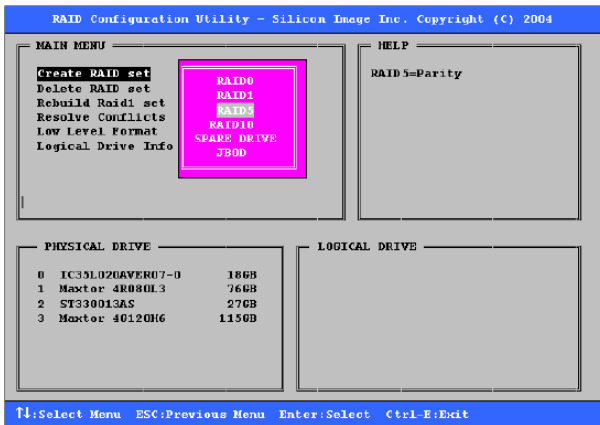 RAID Configuration Utility - Silicon Image Inc. Copyright (C) 2004
MAIN MENU
Create RAID set
Delete RAID set
Rebuild Raid1 set
Resolve Conflicts
Low Level Format
Logical Drive Info
RAID0
RAID1
RAID5
RAID10
SPARE DRIVE
JBOD
HELP
RAID5=Parity
PHYSICAL DRIVE
0 IC35L020AVER07-0 18GB
1 Maxtor 4R080L3 76GB
2 ST330013AS 27GB
3 Maxtor 4G120H6 115GB
LOGICAL DRIVE
↑↓:Select Menu ESC:Previous Menu Enter:Select Ctrl-E:Exit